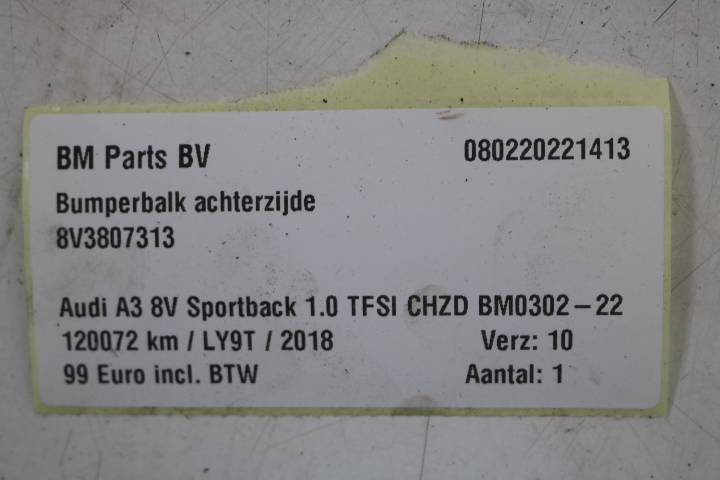 BM Parts BV 080220221413
Bumperbalk achterzijde
8V3807313
Audi A3 8V Sportback 1.0 TFSI CHZD BM0302-22
120072 km / LY9T / 2018 Verz: 10
99 Euro incl. BTW Aantal: 1